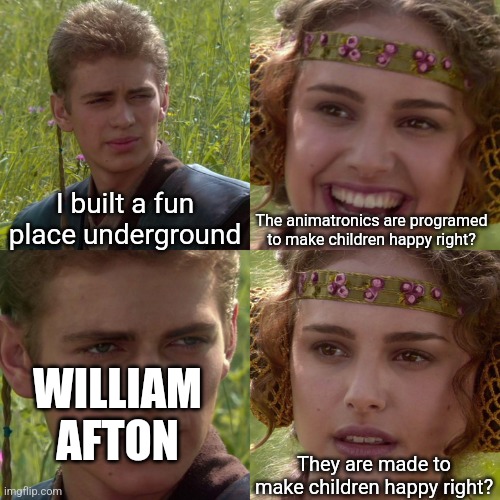 I built a fun
place underground
The animatronics are programed
to make children happy right?
WILLIAM
AFTON
They are made to
make children happy right?
imgflip.com